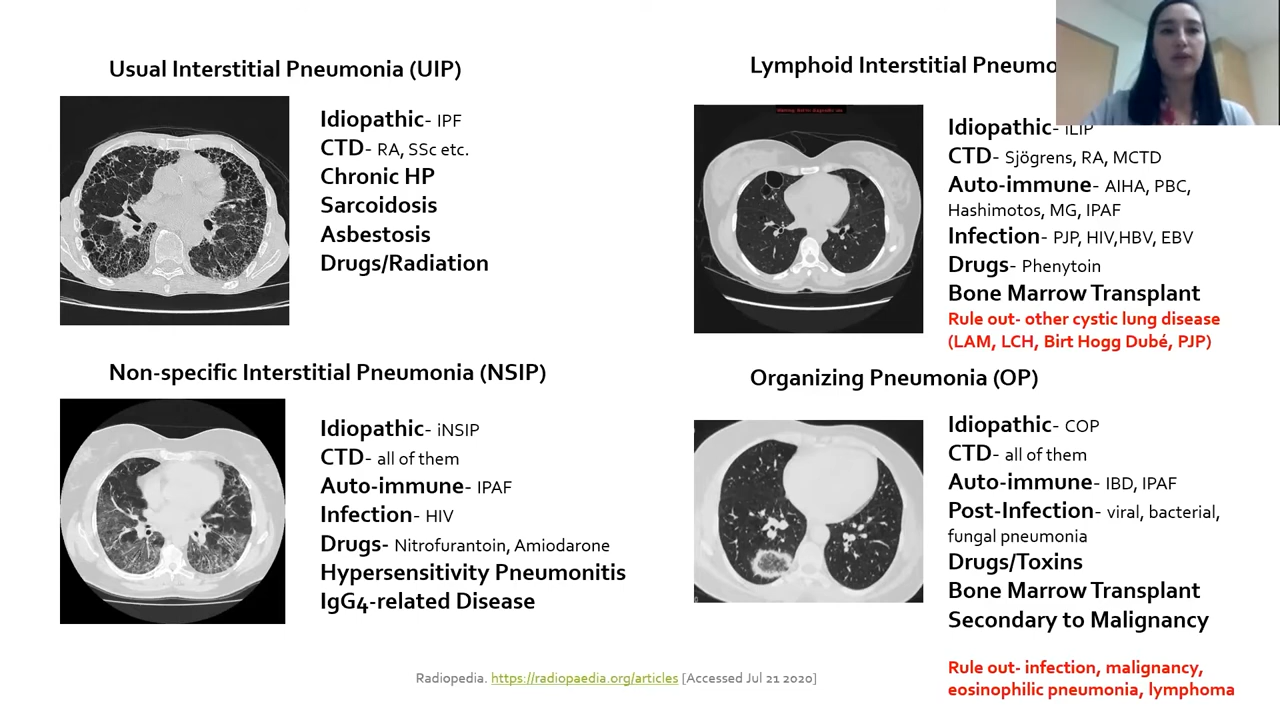 Usual Interstitial Pneumonia (UIP)
Idiopathic- IPF
CTD- RA, SSc etc.
Chronic HP
Sarcoidosis
Asbestosis
Drugs/Radiation
Lymphoid Interstitial Pneumo
Idiopathic- iLIP
CTD- Sjögrens, RA, MCTD
Auto-immune- AIHA, PBC,
Hashimotos, MG, IPAF
Infection- PJP, HIV,HBV, EBV
Drugs- Phenytoin
Bone Marrow Transplant
Rule out- other cystic lung disease
(LAM, LCH, Birt Hogg Dubé, PJP)
Non-specific Interstitial Pneumonia (NSIP)
Idiopathic- iNSIP
CTD- all of them
Auto-immune- IPAF
Infection- HIV
Drugs- Nitrofurantoin, Amiodarone
Hypersensitivity Pneumonitis
IgG4-related Disease
Organizing Pneumonia (OP)
Idiopathic- COP
CTD- all of them
Auto-immune- IBD, IPAF
Post-Infection- viral, bacterial,
fungal pneumonia
Drugs/Toxins
Bone Marrow Transplant
Secondary to Malignancy
Rule out- infection, malignancy,
eosinophilic pneumonia, lymphoma
Radiopedia. https://radiopaedia.org/articles [Accessed Jul 21 2020]